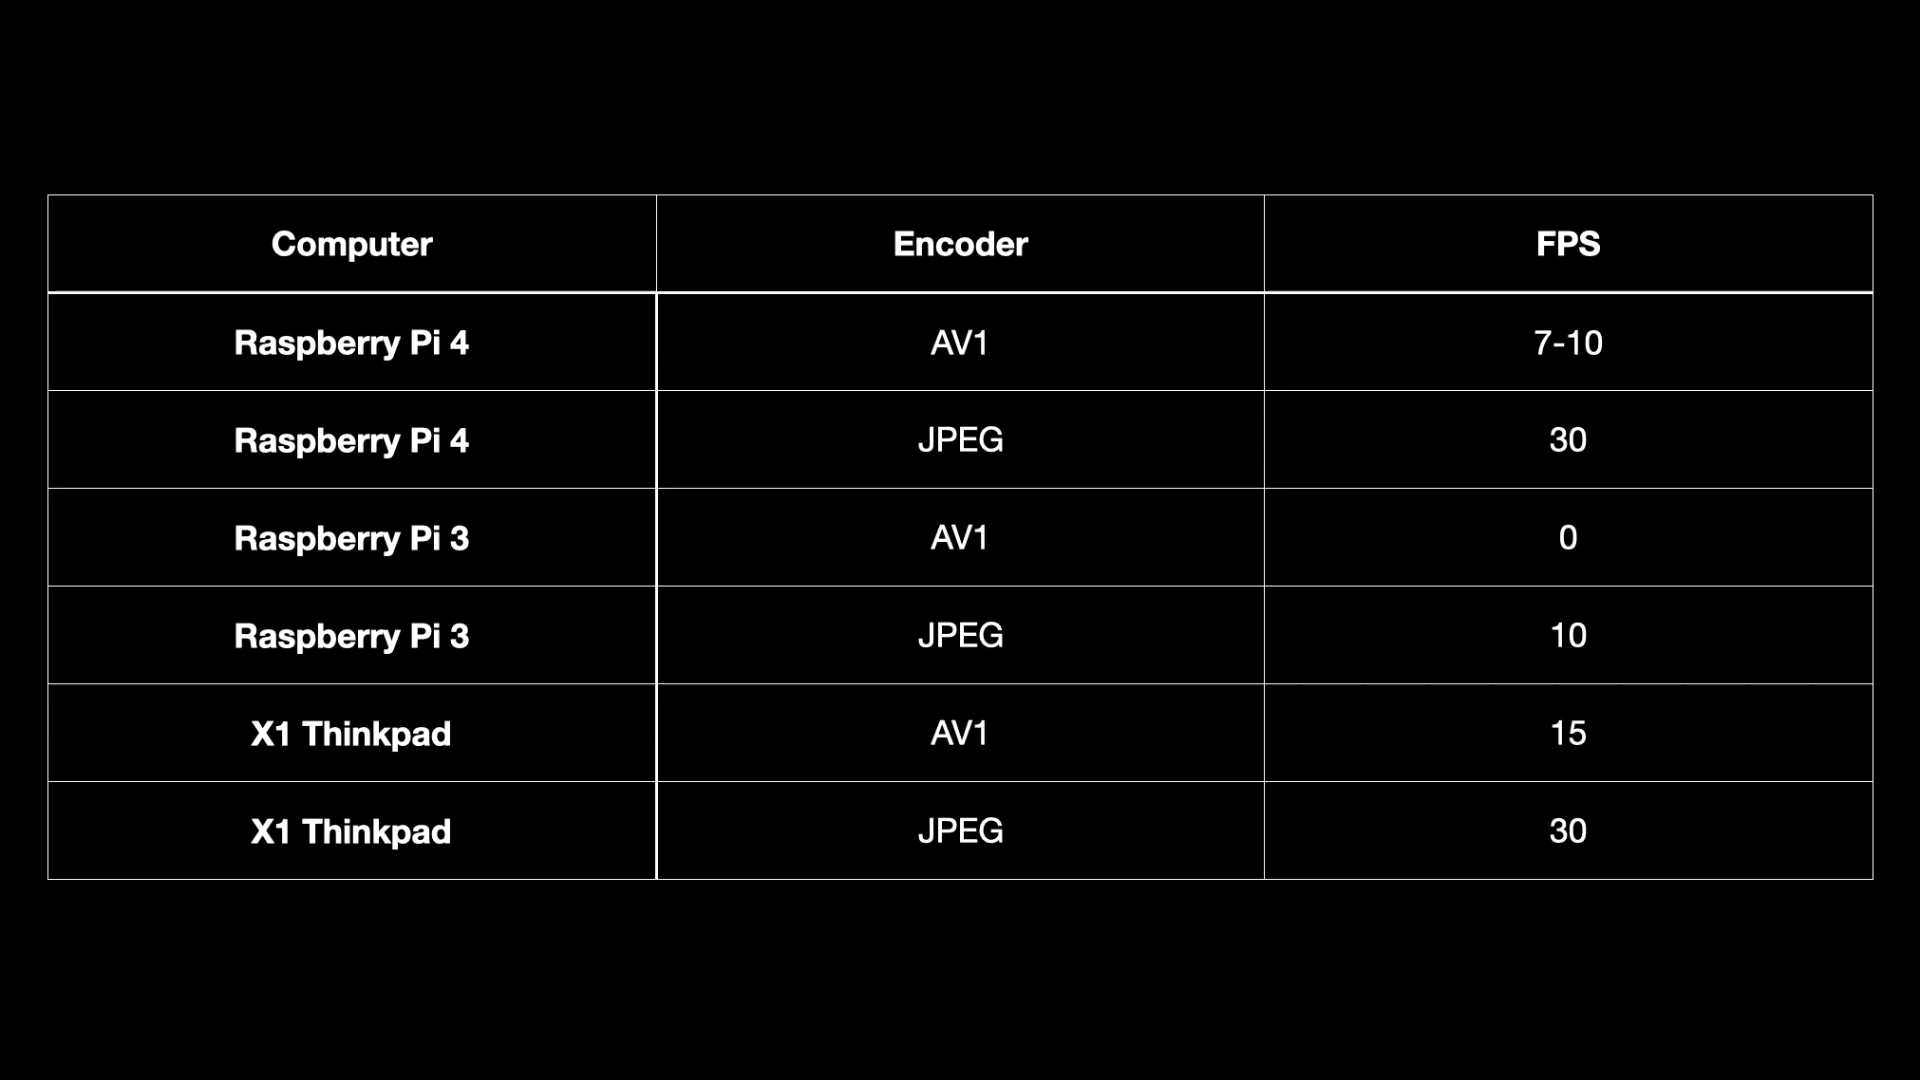 Computer Encoder FPS
Raspberry Pi 4 AV1 7-10
Raspberry Pi 4 JPEG 30
Raspberry Pi 3 AV1 0
Raspberry Pi 3 JPEG 10
X1 Thinkpad AV1 15
X1 Thinkpad JPEG 30